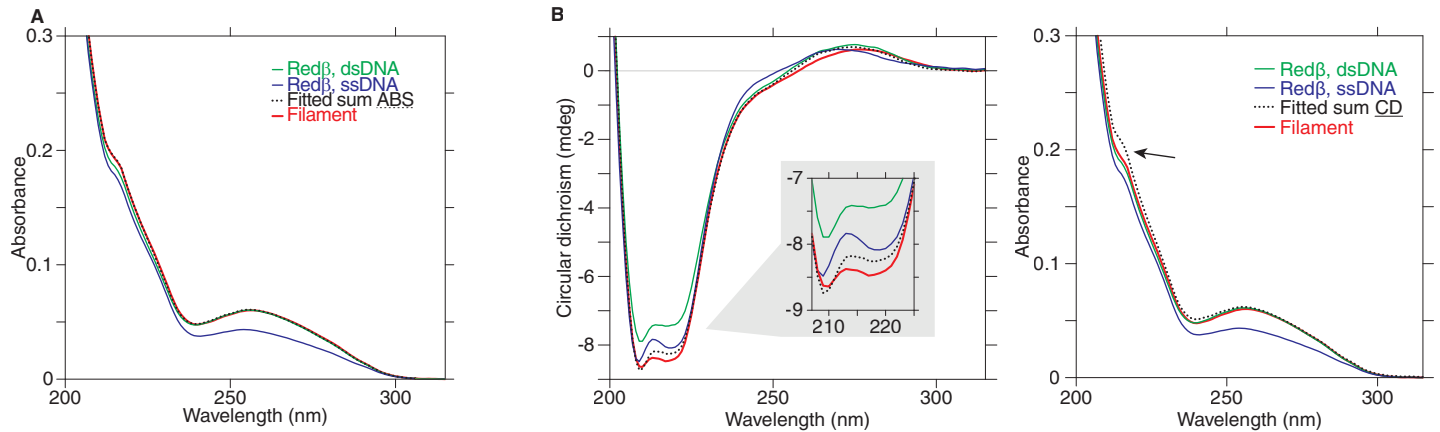 A
0.3
0.2
0.1
0
Absorbance
200
250
300
Wavelength (nm)
Redβ, dsDNA
Redβ, ssDNA
Fitted sum ABS
Filament
B
0
-2
-4
-6
-8
Circular dichroism (mdeg)
200
250
300
Wavelength (nm)
-7
-8
-9
210
220
0.3
0.2
0.1
0
Absorbance
200
250
300
Wavelength (nm)
Redβ, dsDNA
Redβ, ssDNA
Fitted sum CD
Filament